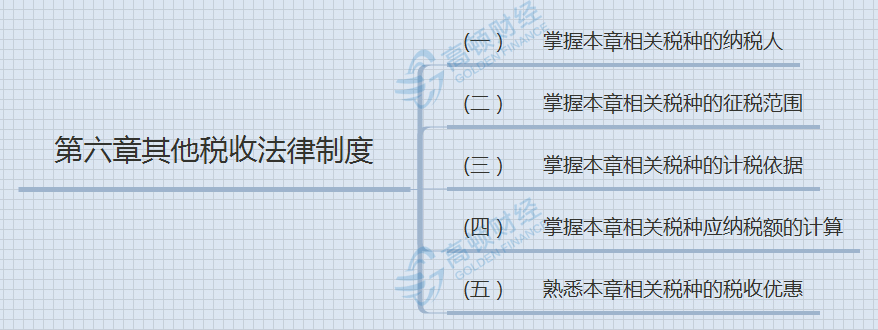 第六章其他税收法律制度
(一) 掌握本章相关税种的纳税人
(二) 掌握本章相关税种的征税范围
(三) 掌握本章相关税种的计税依据
(四) 掌握本章相关税种应纳税额的计算
(五) 熟悉本章相关税种的税收优惠
高顿财经
GOLDEN FINANCE
高顿财经
GOLDEN FINANCE